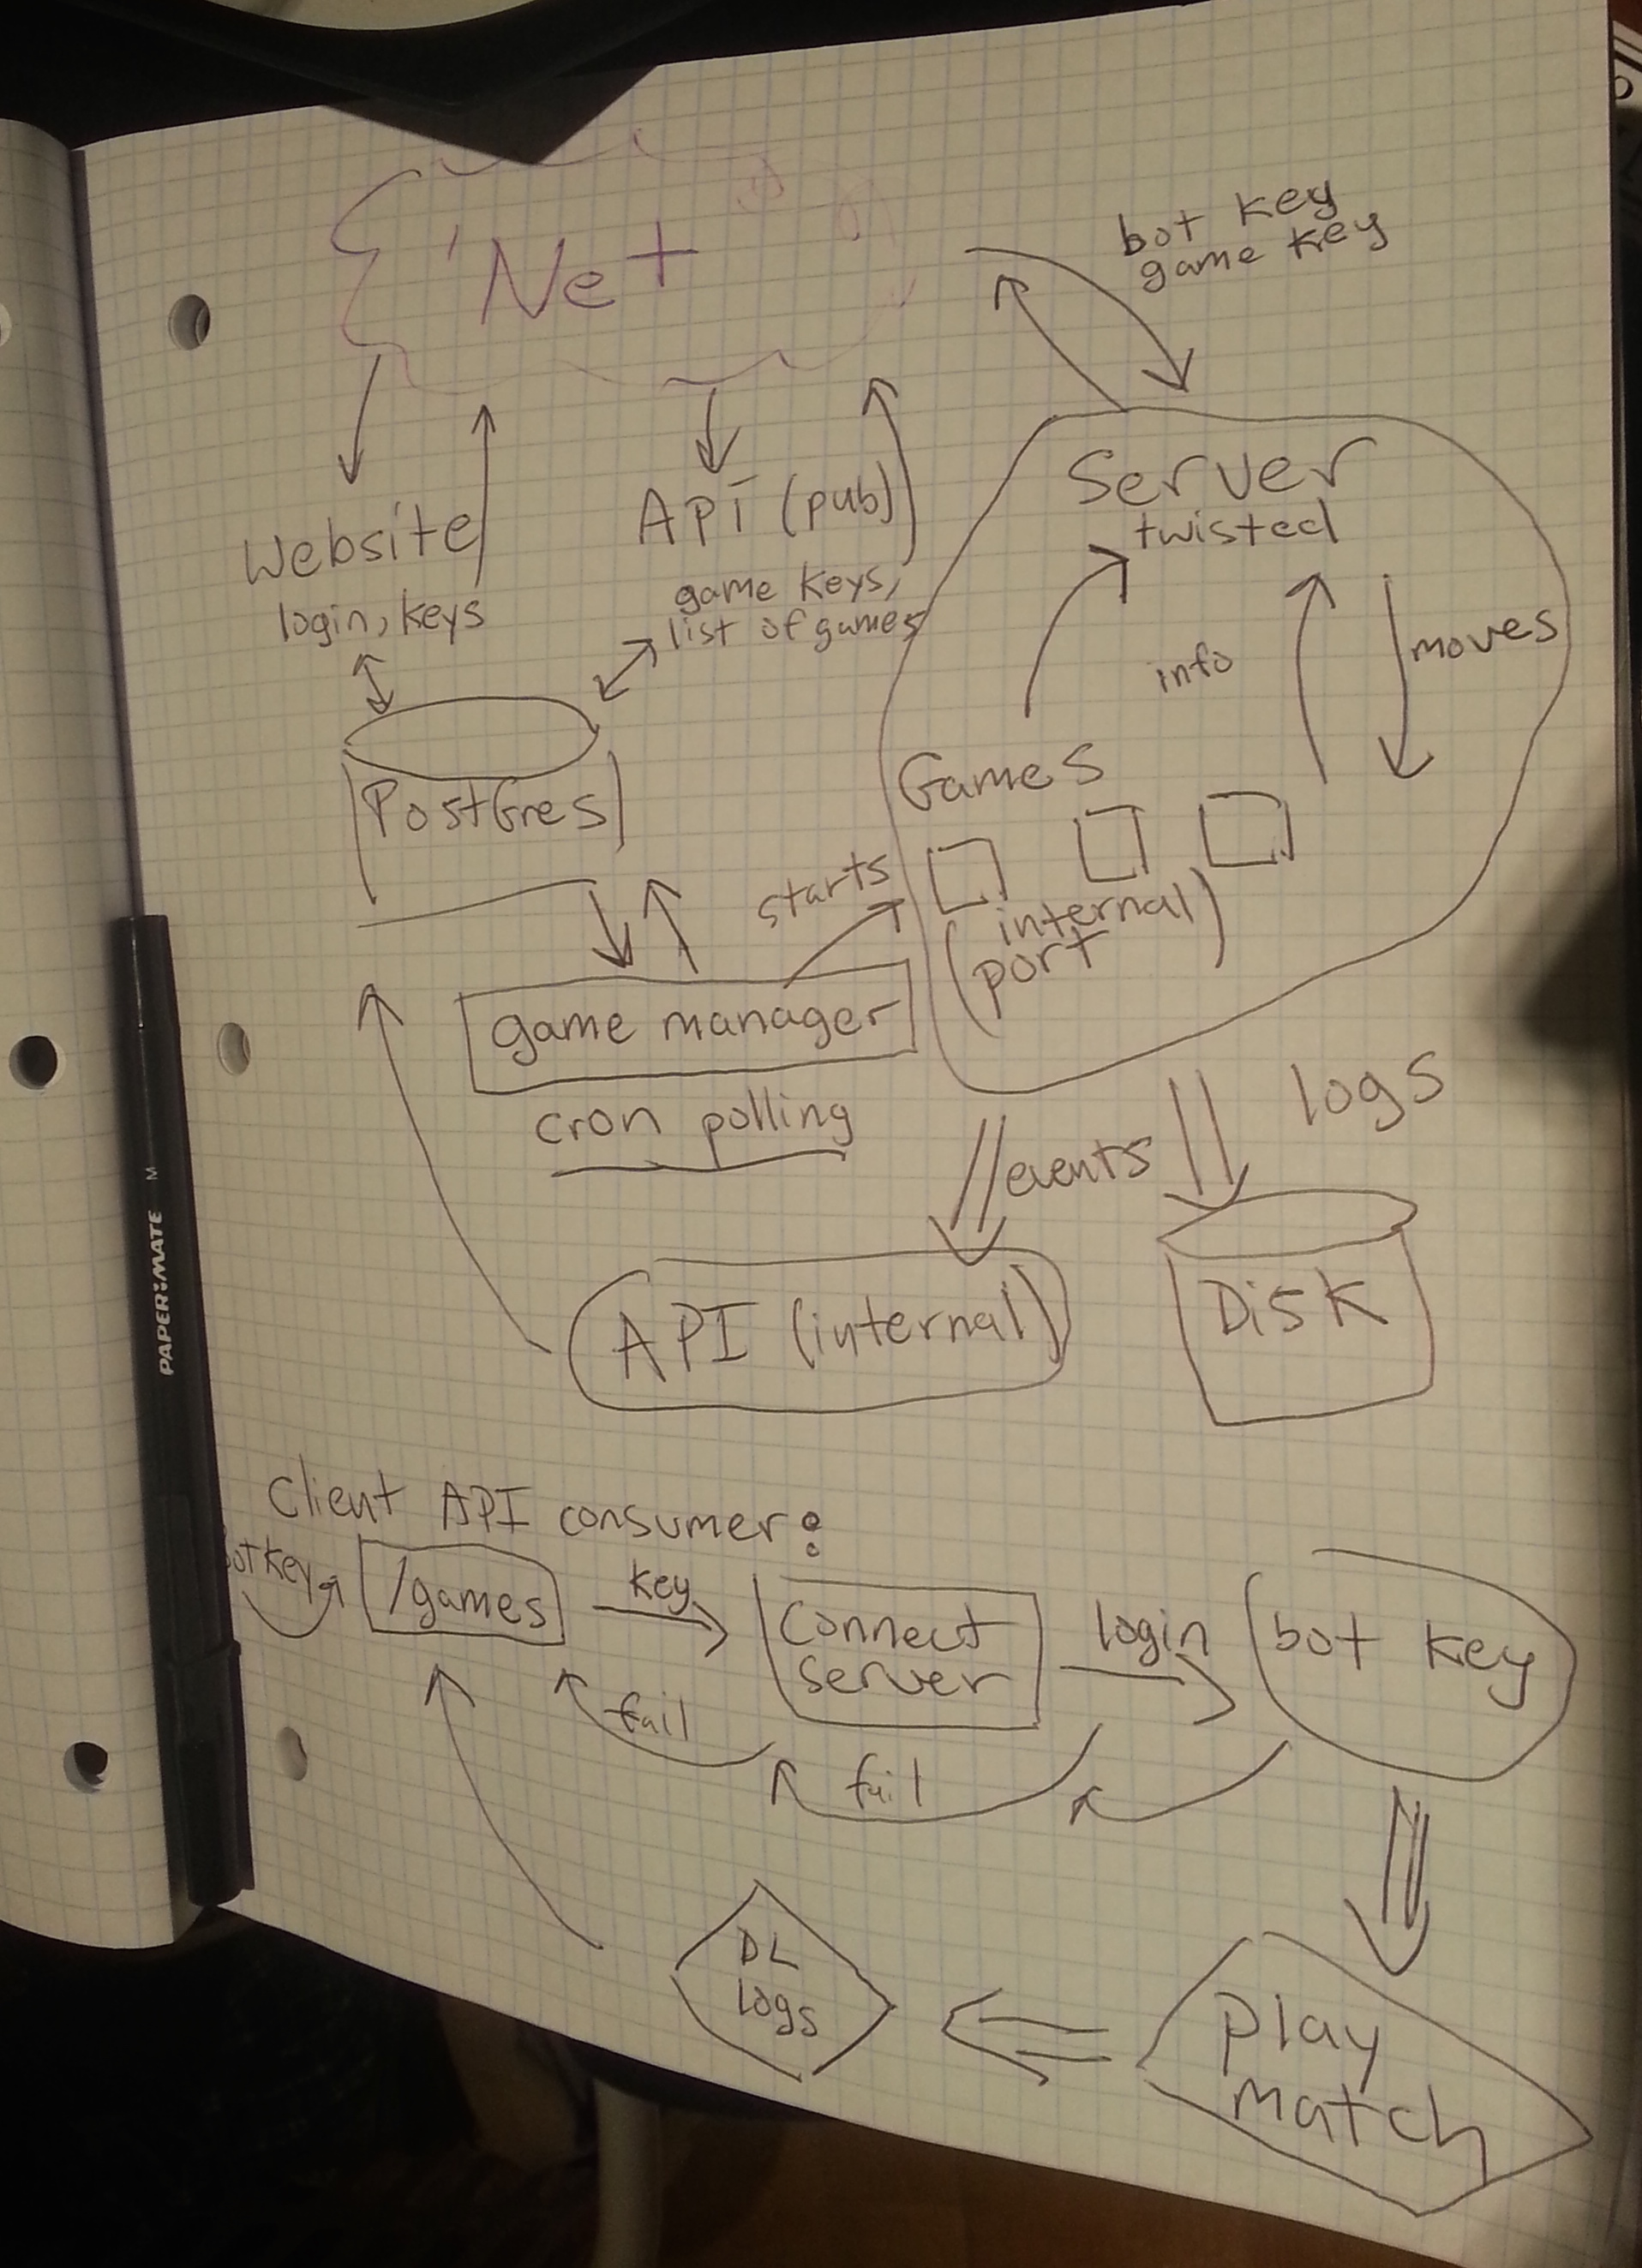 'Net
bot key
game key
Website
login, keys
API (pub)
game keys,
list of games
Server
twisted
info
moves
PostGres
Games
starts
(internal
port)
game manager
cron polling
events
logs
API (internal)
Disk
PAPER:MATE M
Client API consumer:
bot key
/games
key
Connect
server
login
bot key
fail
fail
DL
logs
play
match